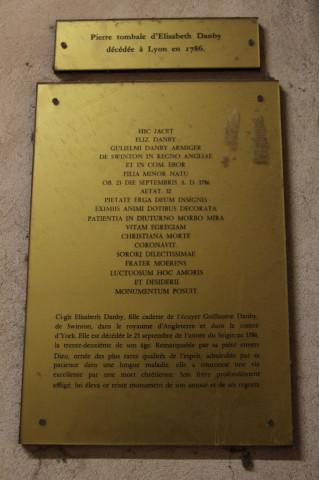 Pierre tombale d'Elisabeth Danby
décédée à Lyon en 1786.
HIC JACET
ELIZ. DANBY
GULIELMI DANBY ARMIGER
DE SWINTON IN REGNO ANGLIAE
ET IN COM. EBOR
FILIA MINOR NATU
OB. 21 DIE SEPTEMBRIS A. D. 1786
AETAT. 32
PIETATE ERGA DEUM INSIGNIS
EXIMIIS ANIMI DOTIBUS DECORATA
PATIENTIA IN DIUTURNO MORBO MIRA
VITAM EGREGIAM
CHRISTIANA MORTE
CORONAVIT.
SORORJ DILECTISSIMAE
FRATER MOERENS
LUCTUOSUM HOC AMORIS
ET DESIDERII
MONUMENTUM POSUIT.
Ci-gît Elisabeth Danby, fille cadette de l'écuyer Guillaume Danby,
de Swinton, dans le royaume d'Angleterre et dans le comté
d'York. Elle est décédée le 21 septembre de l'année du Seigneur 1786,
la trente-deuxième de son âge. Remarquable par sa piété envers
Dieu, ornée des plus rares qualités de l'esprit, admirable par sa
patience dans une longue maladie, elle a couronné une vie
excellente par une mort chrétienne. Son frère profondément
affligé, lui éleva ce triste monument de son amour et de ses regrets